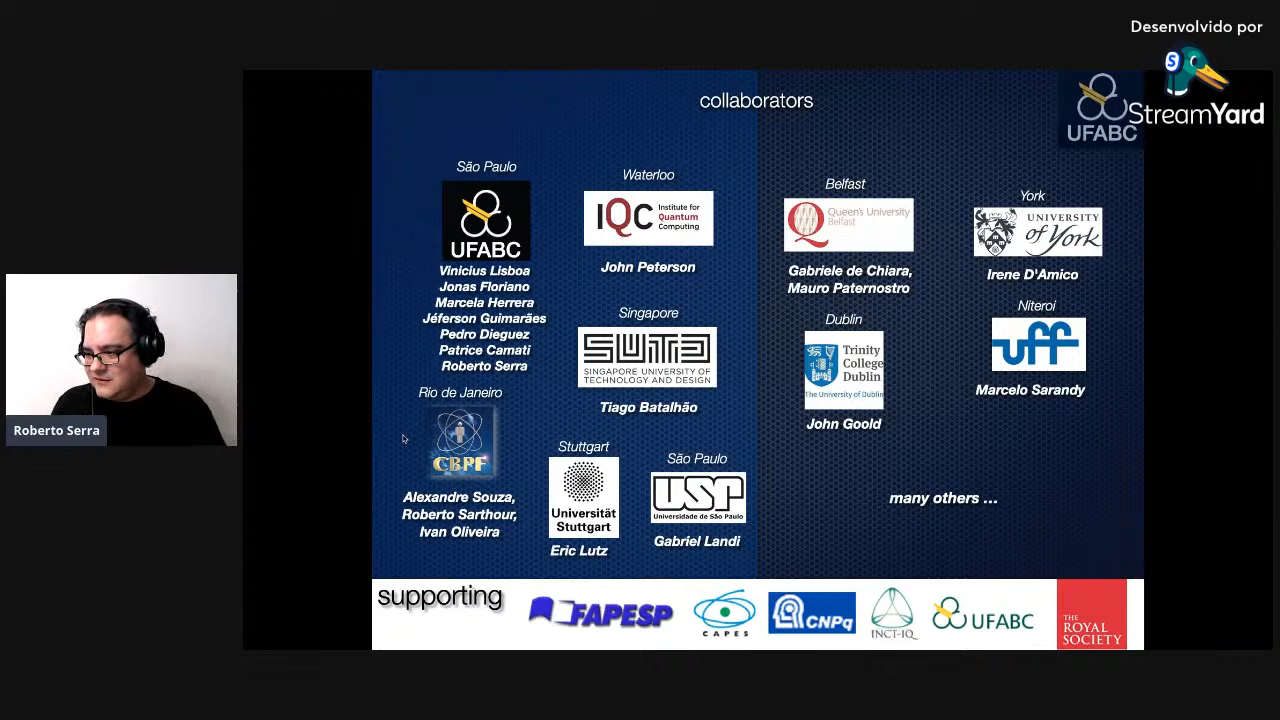 Desenvolvido por
StreamYard
collaborators
UFABC
São Paulo
UFABC
Vinicius Lisboa
Jonas Floriano
Marcela Herrera
Jéferson Guimarães
Pedro Dieguez
Patrice Camati
Roberto Serra
Waterloo
IQC Institute for
Quantum
Computing
John Peterson
Belfast
Queen's University
Belfast
Gabriele de Chiara,
Mauro Paternostro
York
UNIVERSITY
of York
Irene D'Amico
Singapore
SUTD
SINGAPORE UNIVERSITY OF
TECHNOLOGY AND DESIGN
Tiago Batalhão
Dublin
Trinity
College
Dublin
The University of Dublin
John Goold
Niteroi
uff
Marcelo Sarandy
Rio de Janeiro
CBPF
Alexandre Souza,
Roberto Sarthour,
Ivan Oliveira
Stuttgart
Universität
Stuttgart
Eric Lutz
São Paulo
USP
Universidade de São Paulo
Gabriel Landi
many others ...
Roberto Serra
supporting
FAPESP
CAPES
CNPq
INCT-IQ
UFABC
THE
ROYAL
SOCIETY